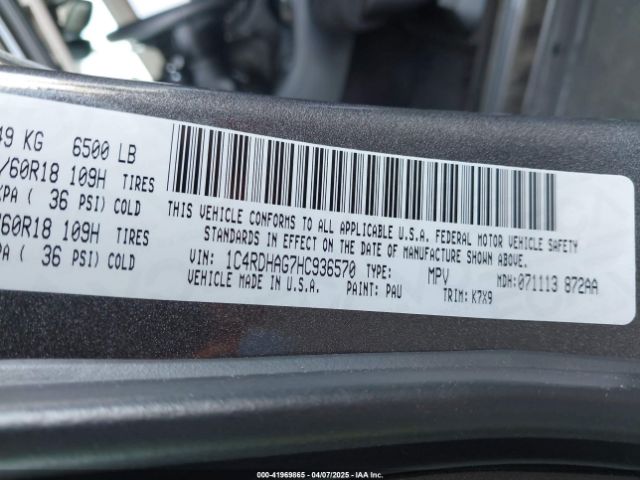 49 KG 6500 LB
/60R18 109H TIRES
KPA ( 36 PSI) COLD
/60R18 109H TIRES
PA ( 36 PSI) COLD
THIS VEHICLE CONFORMS TO ALL APPLICABLE U.S.A. FEDERAL MOTOR VEHICLE SAFETY
STANDARDS IN EFFECT ON THE DATE OF MANUFACTURE SHOWN ABOVE.
VIN: 1C4RDHAG7HC936570 TYPE: MPV MDH: 071113 872AA
VEHICLE MADE IN U.S.A. PAINT: PAU TRIM: K7X9
000-41969865 - 04/07/2025 - IAA Inc.